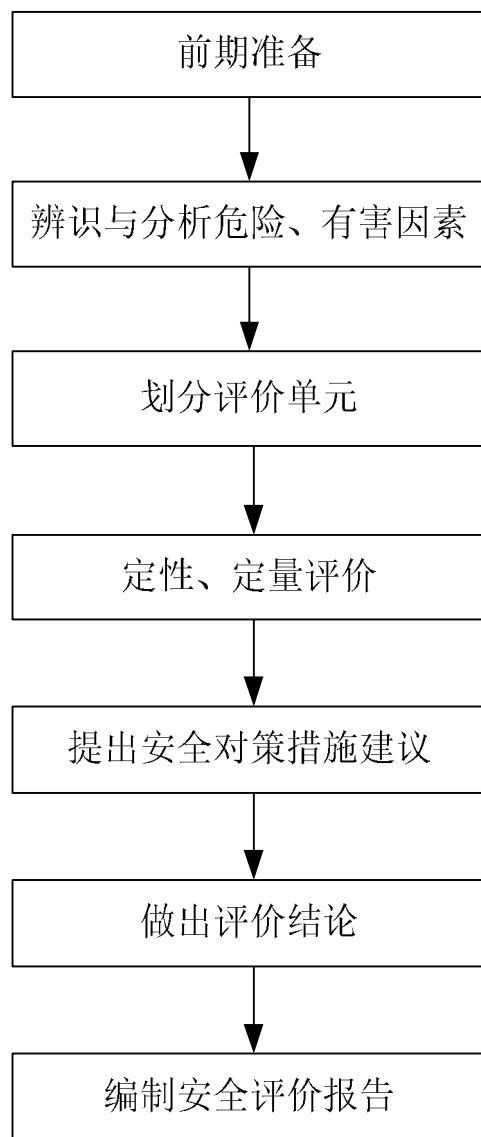 前期准备
辨识与分析危险、有害因素
划分评价单元
定性、定量评价
提出安全对策措施建议
做出评价结论
编制安全评价报告